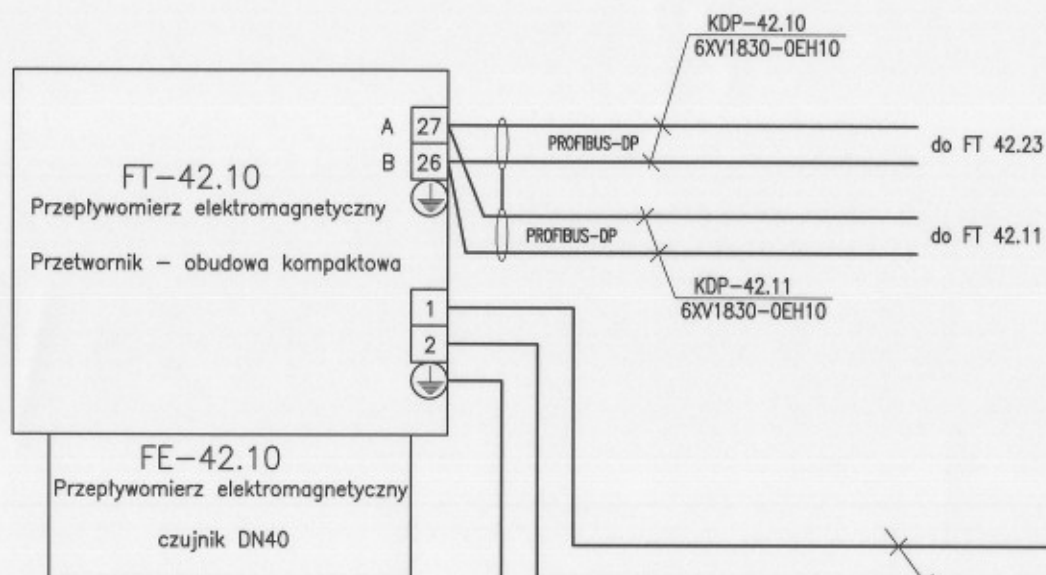 KDP-42.10
6XV1830-0EH10
A 27
PROFIBUS-DP
do FT 42.23
B 26
FT-42.10
Przepływomierz elektromagnetyczny
PROFIBUS-DP
do FT 42.11
Przetwornik – obudowa kompaktowa
KDP-42.11
6XV1830-0EH10
1
2
FE-42.10
Przepływomierz elektromagnetyczny
czujnik DN40